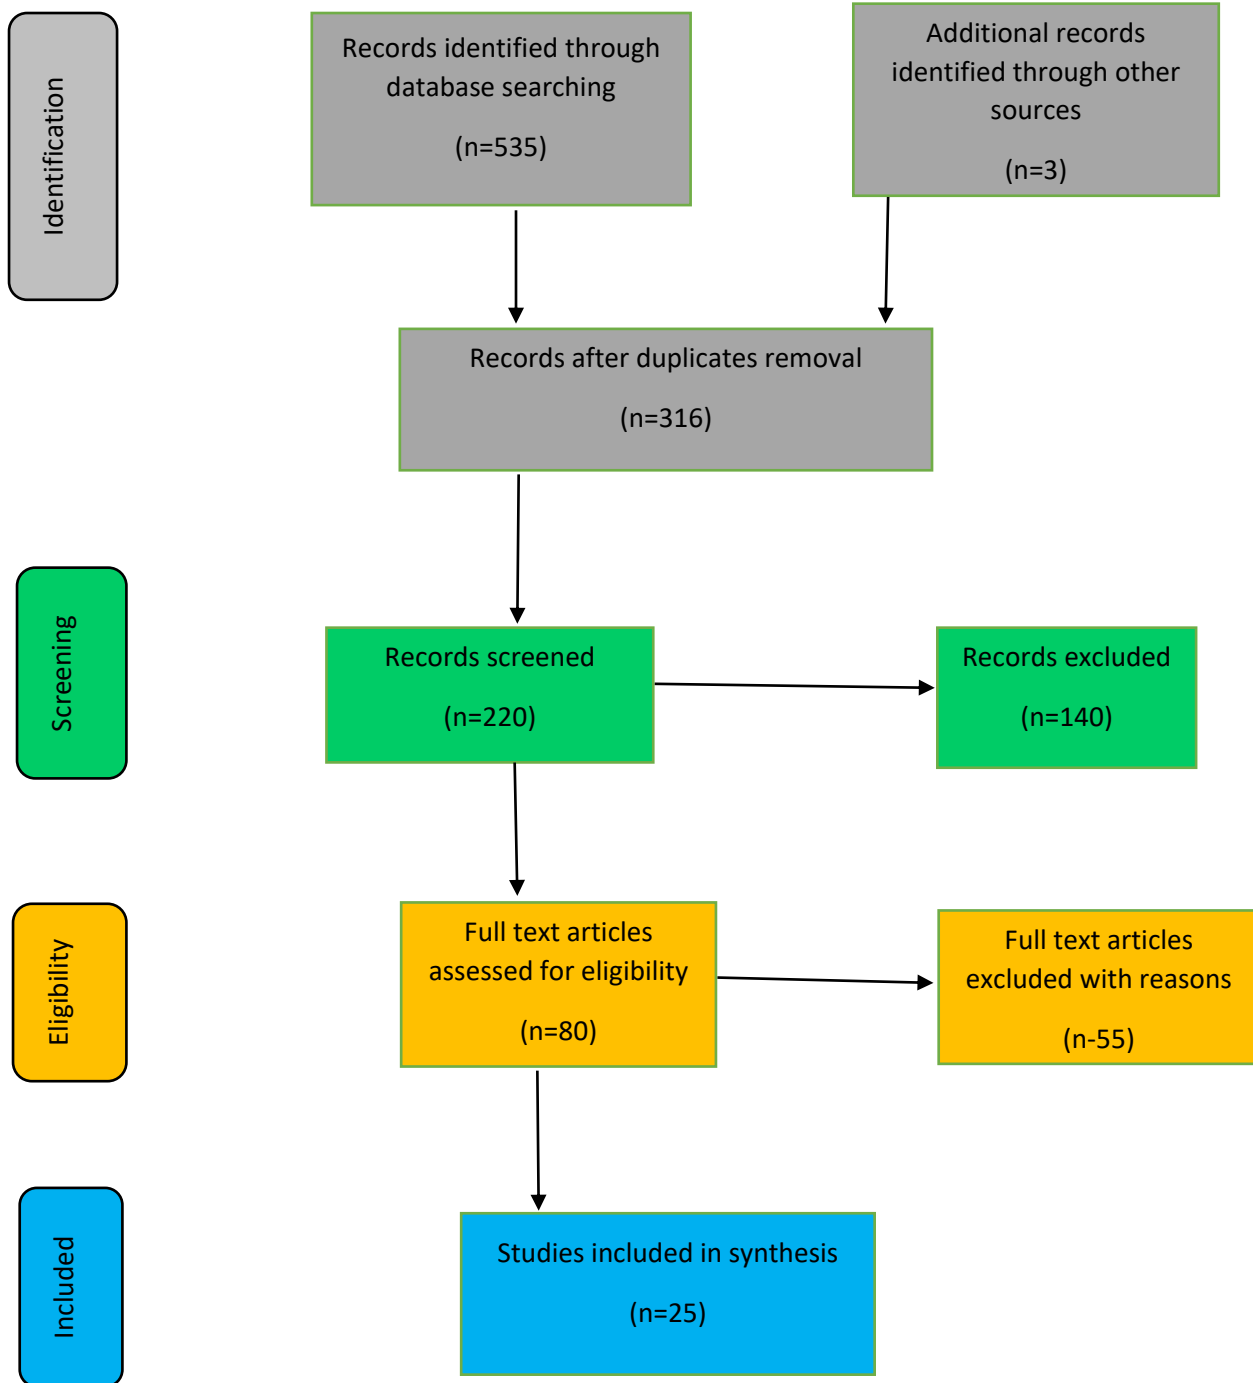 Identification
Records identified through
database searching
(n=535)
Additional records
identified through other
sources
(n=3)
Records after duplicates removal
(n=316)
Screening
Records screened
(n=220)
Records excluded
(n=140)
Eligibility
Full text articles
assessed for eligibility
(n=80)
Full text articles
excluded with reasons
(n-55)
Included
Studies included in synthesis
(n=25)